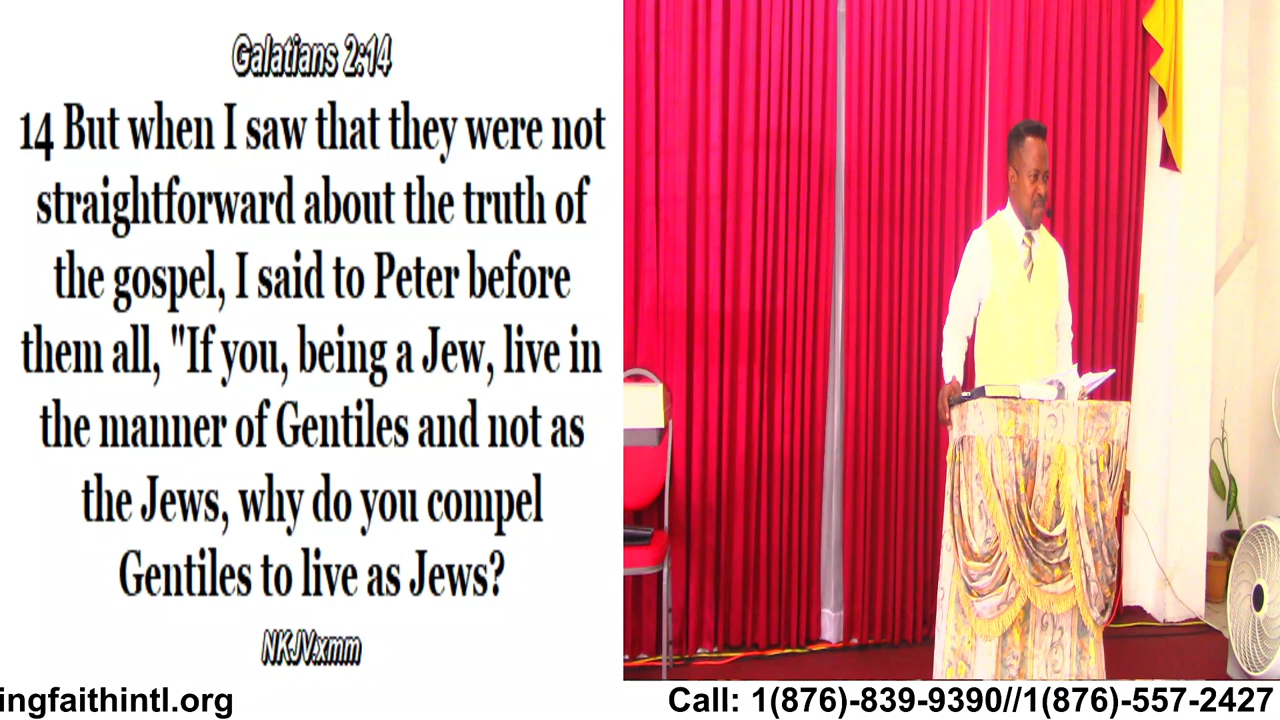 Galatians 2:14
14 But when I saw that they were not
straightforward about the truth of
the gospel, I said to Peter before
them all, "If you, being a Jew, live in
the manner of Gentiles and not as
the Jews, why do you compel
Gentiles to live as Jews?
NKJV.xmm
ingfaithintl.org
Call: 1(876)-839-9390//1(876)-557-2427